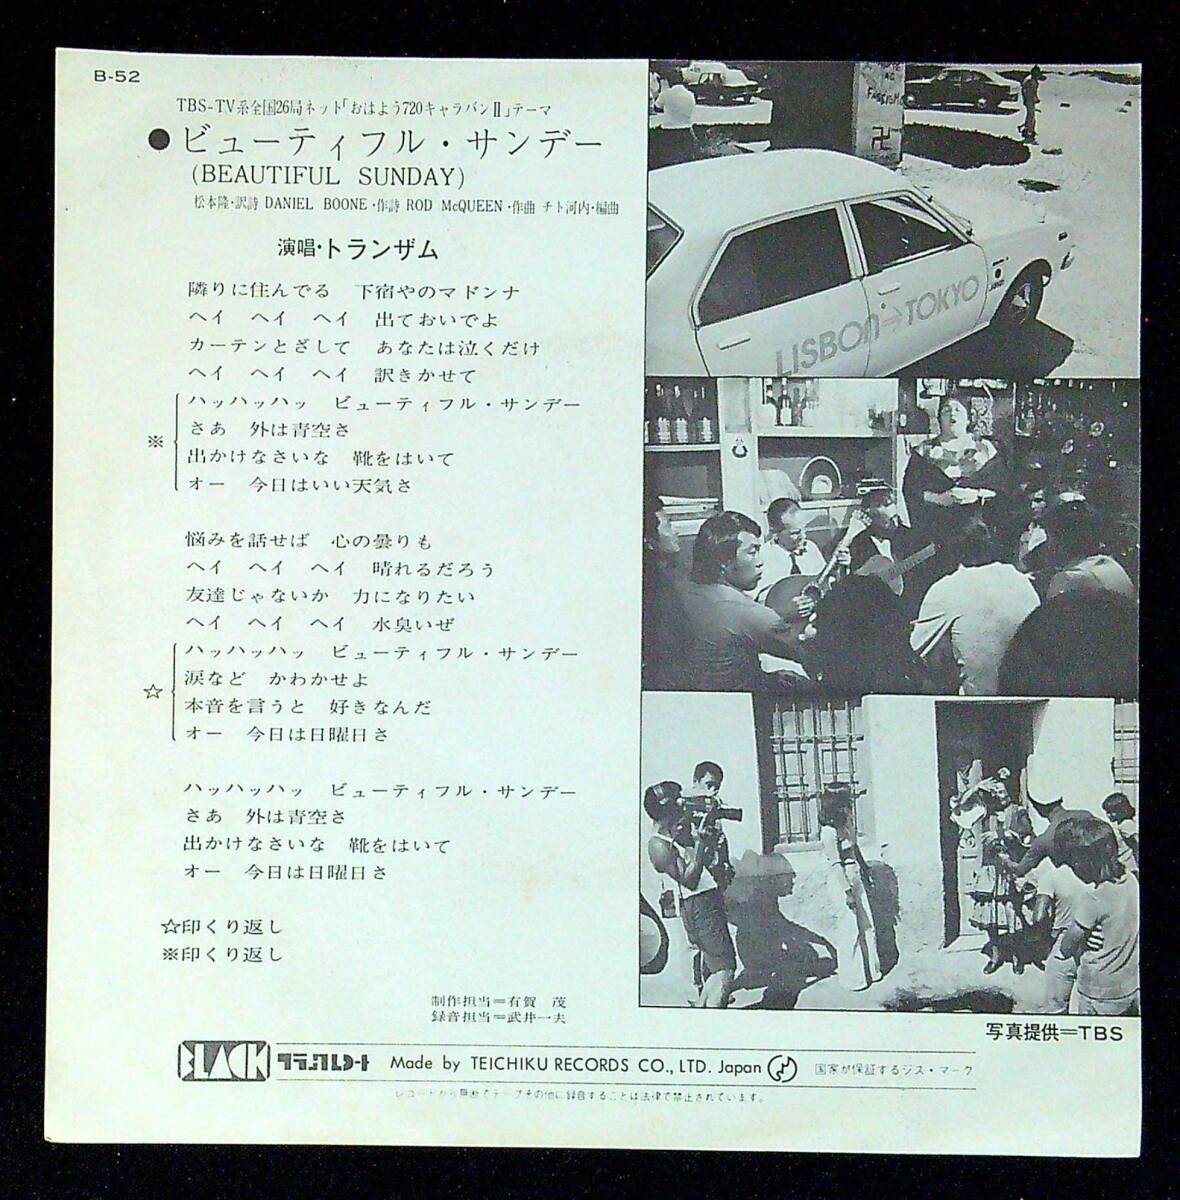 B-52
TBS-TV系全国26局ネット「おはよう720キャラバンⅡ」テーマ
●ビューティフル・サンデー
(BEAUTIFUL SUNDAY)
松本隆・訳詩 DANIEL BOONE・作詩 ROD McQUEEN・作曲 チト河内・編曲
演唱・トランザム
隣りに住んでる 下宿やのマドンナ
ヘイ ヘイ ヘイ 出ておいでよ
カーテンとざして あなたは泣くだけ
ヘイ ヘイ ヘイ 訳きかせて
※
ハッハッハッ ビューティフル・サンデー
さあ 外は青空さ
出かけなさいな 靴をはいて
オー 今日はいい天気さ
悩みを話せば 心の曇りも
ヘイ ヘイ ヘイ 晴れるだろう
友達じゃないか 力になりたい
ヘイ ヘイ ヘイ 水臭いぜ
☆
ハッハッハッ ビューティフル・サンデー
涙など かわかせよ
本音を言うと 好きなんだ
オー 今日は日曜日さ
ハッハッハッ ビューティフル・サンデー
さあ 外は青空さ
出かけなさいな 靴をはいて
オー 今日は日曜日さ
☆印くり返し
※印くり返し
制作担当=有賀 茂
録音担当=武井一夫
LISBON⇒TOKYO
写真提供=TBS
BLACK ブラックレコード Made by TEICHIKU RECORDS CO., LTD. Japan 国家が保証するジス・マーク
レコードから無断でテープその他に録音することは法律で禁止されています。